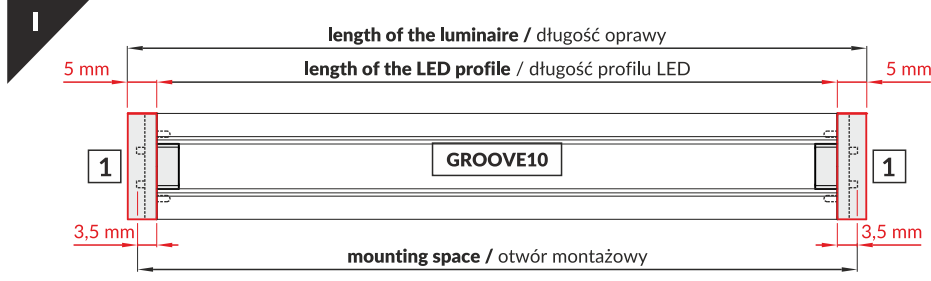 I
length of the luminaire / długość oprawy
5 mm
length of the LED profile / długość profilu LED
5 mm
1
GROOVE10
1
3,5 mm
3,5 mm
mounting space / otwór montażowy